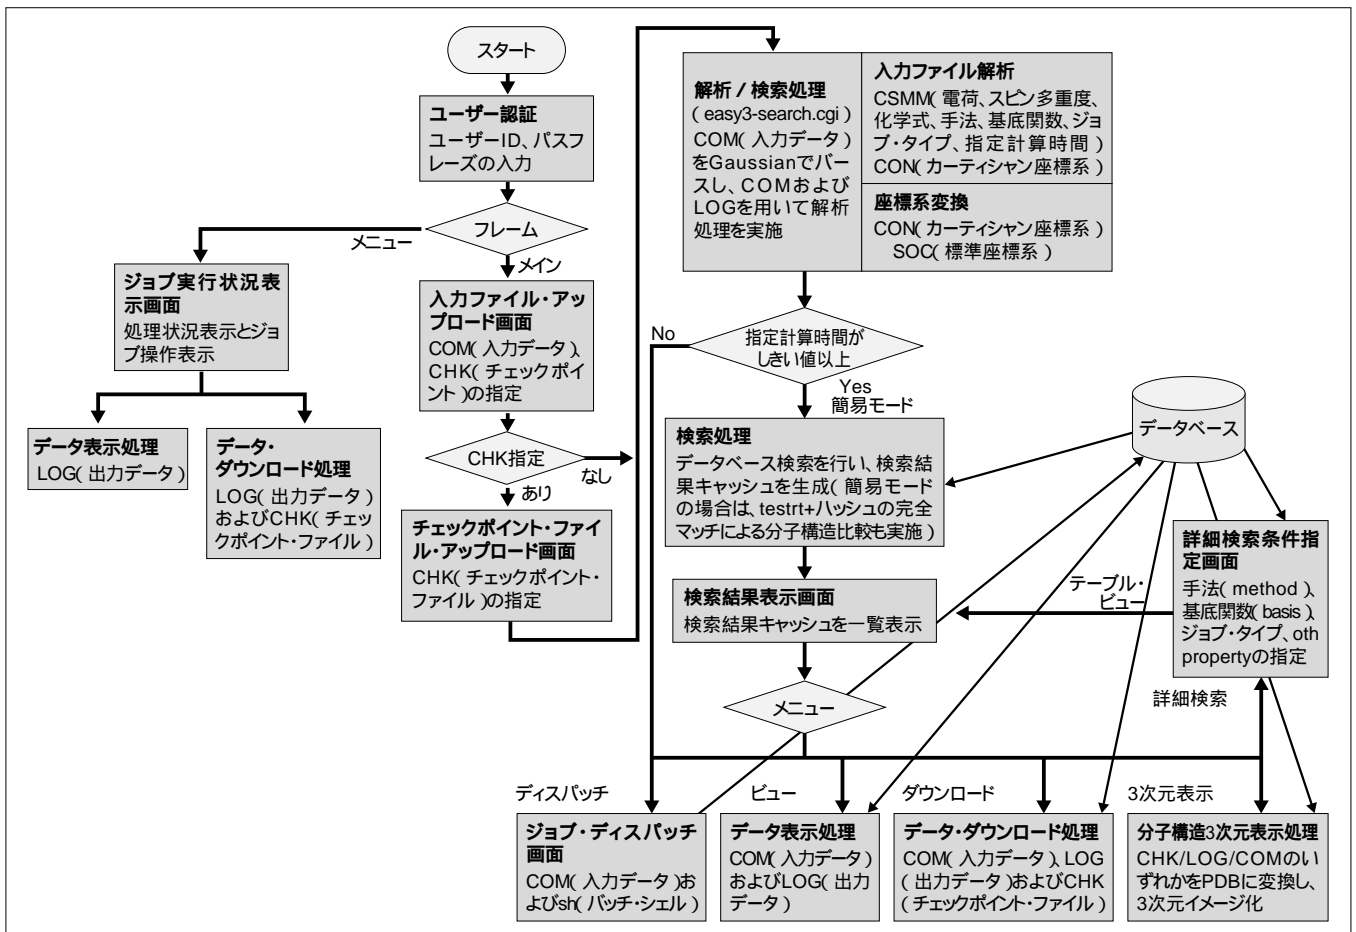 スタート
ユーザー認証
ユーザーID、パスフ
レーズの入力
フレーム
メニュー
メイン
ジョブ実行状況表
示画面
処理状況表示とジョ
ブ操作表示
データ表示処理
LOG(出力データ)
データ・
ダウンロード処理
LOG(出力データ)
およびCHK(チェッ
クポイント・ファイル)
入力ファイル・アッ
プロード画面
COM(入力データ)、
CHK(チェックポイ
ント)の指定
CHK指定
なし
あり
チェックポイント・ファ
イル・アップロード画面
CHK(チェックポイント・
ファイル)の指定
解析/検索処理
(easy3-search.cgi)
COM(入力データ)
をGaussianでパー
スし、COMおよび
LOGを用いて解析
処理を実施
入力ファイル解析
CSMM(電荷、スピン多重度、
化学式、手法、基底関数、ジョ
ブ・タイプ、指定計算時間)
CON(カーティシャン座標系)
座標系変換
CON(カーティシャン座標系)
SOC(標準座標系)
指定計算時間が
しきい値以上
No
Yes
簡易モード
検索処理
データベース検索を行い、検索結
果キャッシュを生成(簡易モード
の場合は、testrt+ハッシュの完全
マッチによる分子構造比較も実施)
検索結果表示画面
検索結果キャッシュを一覧表示
メニュー
データベース
詳細検索条件指
定画面
手法(method)、
基底関数(basis)、
ジョブ・タイプ、oth
propertyの指定
テーブル・
ビュー
詳細検索
ディスパッチ
ビュー
ダウンロード
3次元表示
ジョブ・ディスパッチ
画面
COM(入力データ)お
よびsh(バッチ・シェル)
データ表示処理
COM(入力データ)
およびLOG(出力
データ)
データ・ダウンロード処理
COM(入力データ)、LOG
(出力データ)およびCHK
(チェックポイント・ファイル)
分子構造3次元表示処理
CHK/LOG/COMのい
ずれかをPDBに変換し、
3次元イメージ化